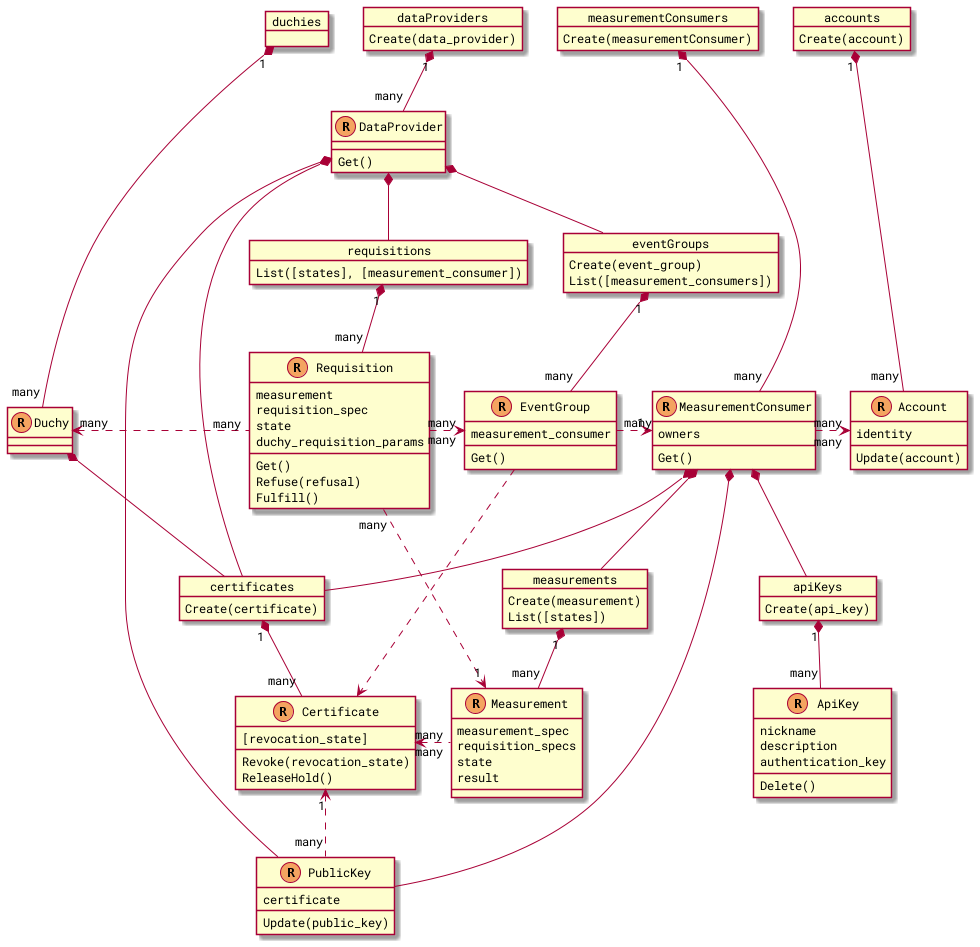 duchies
dataProviders
Create(data_provider)
measurementConsumers
Create(measurementConsumer)
accounts
Create(account)
1
1
1
1
many
R DataProvider
Get()
requisitions
List([states], [measurement_consumer])
eventGroups
Create(event_group)
List([measurement_consumers])
1
1
many
many
many
many
many
R Duchy
many
many
R Requisition
measurement
requisition_spec
state
duchy_requisition_params
Get()
Refuse(refusal)
Fulfill()
many
many
R EventGroup
measurement_consumer
Get()
many
1
R MeasurementConsumer
owners
Get()
many
many
R Account
identity
Update(account)
many
certificates
Create(certificate)
measurements
Create(measurement)
List([states])
apiKeys
Create(api_key)
1
1
1
many
1
many
many
R Certificate
[revocation_state]
Revoke(revocation_state)
ReleaseHold()
many
many
R Measurement
measurement_spec
requisition_specs
state
result
R ApiKey
nickname
description
authentication_key
Delete()
1
many
R PublicKey
certificate
Update(public_key)